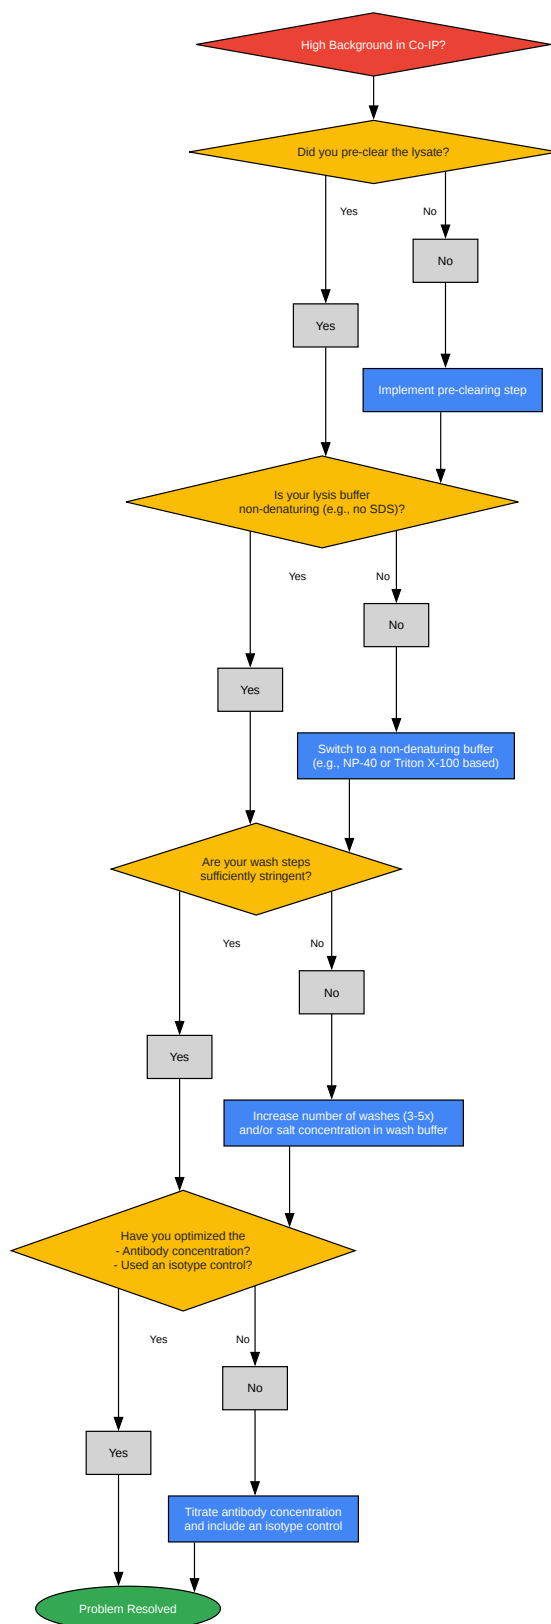 High Background in Co-IP?
Did you pre-clear the lysate?
Yes
No
No
Yes
Implement pre-clearing step
Is your lysis buffer
non-denaturing (e.g., no SDS)?
Yes
No
No
Yes
Switch to a non-denaturing buffer
(e.g., NP-40 or Triton X-100 based)
Are your wash steps
sufficiently stringent?
Yes
No
No
Yes
Increase number of washes (3-5x)
and/or salt concentration in wash buffer
Have you optimized the
- Antibody concentration?
- Used an isotype control?
Yes
No
No
Yes
Titrate antibody concentration
and include an isotype control
Problem Resolved